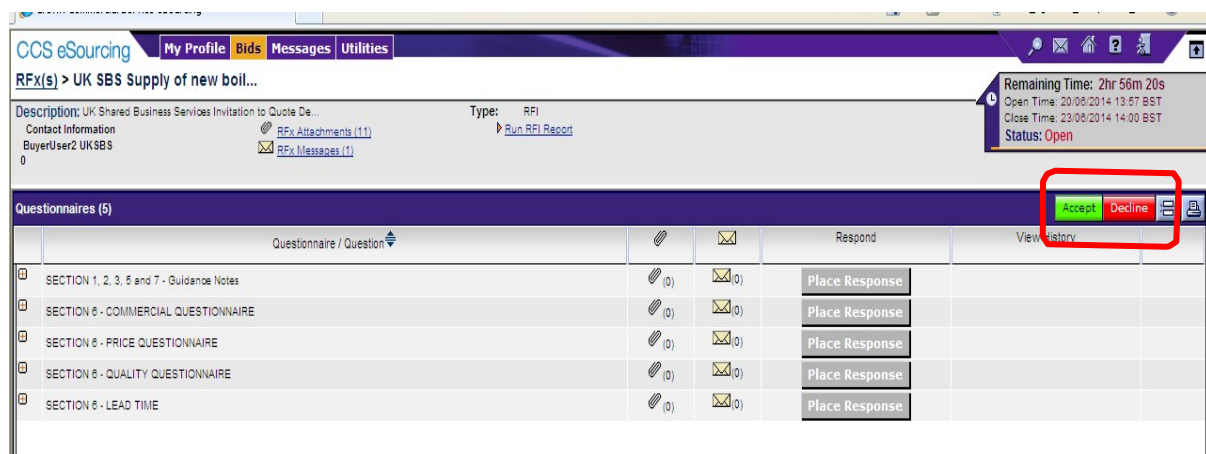 CCS eSourcing My Profile Bids Messages Utilities
RFx(s) > UK SBS Supply of new boil...
Remaining Time: 2hr 56m 20s
Open Time: 20/06/2014 13:57 BST
Close Time: 23/06/2014 14:00 BST
Status: Open
Description: UK Shared Business Services Invitation to Quote De... Type: RFI
Contact Information RFx Attachments (11) Run RFI Report
BuyerUser2 UKSBS RFx Messages (1)
0
Questionnaires (5) Accept Decline
Questionnaire / Question Respond View History
SECTION 1, 2, 3, 5 and 7 - Guidance Notes (0) (0) Place Response
SECTION 6 - COMMERCIAL QUESTIONNAIRE (0) (0) Place Response
SECTION 6 - PRICE QUESTIONNAIRE (0) (0) Place Response
SECTION 6 - QUALITY QUESTIONNAIRE (0) (0) Place Response
SECTION 6 - LEAD TIME (0) (0) Place Response